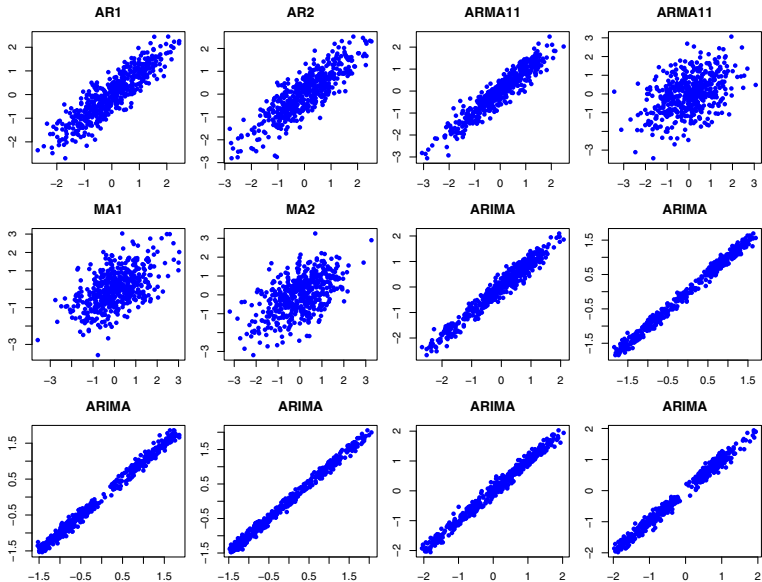 AR1 AR2 ARMA11 ARMA11
2 1 0 −1 −2
2 1 0 −1 −2 −3
2 1 0 −1 −2 −3
3 2 1 0 −1 −3
−2 −1 0 1 2
−3 −2 −1 0 1 2
−3 −2 −1 0 1 2
−3 −2 −1 0 1 2 3
MA1 MA2 ARIMA ARIMA
3 2 1 0 −1 −3
3 2 1 0 −1 −3
2 1 0 −2
1.5 0.5 −0.5 −1.5
−3 −1 0 1 2 3
−3 −2 −1 0 1 2 3
−2 −1 0 1 2
−1.5 −0.5 0.5 1.5
ARIMA ARIMA ARIMA ARIMA
1.5 0.5 −0.5 −1.5
1.5 0.5 −0.5 −1.5
2 1 0 −1 −2
2 1 0 −1 −2
−1.5 −0.5 0.5 1.5
−1.5 −0.5 0.5 1.5
−2 −1 0 1 2
−2 −1 0 1 2